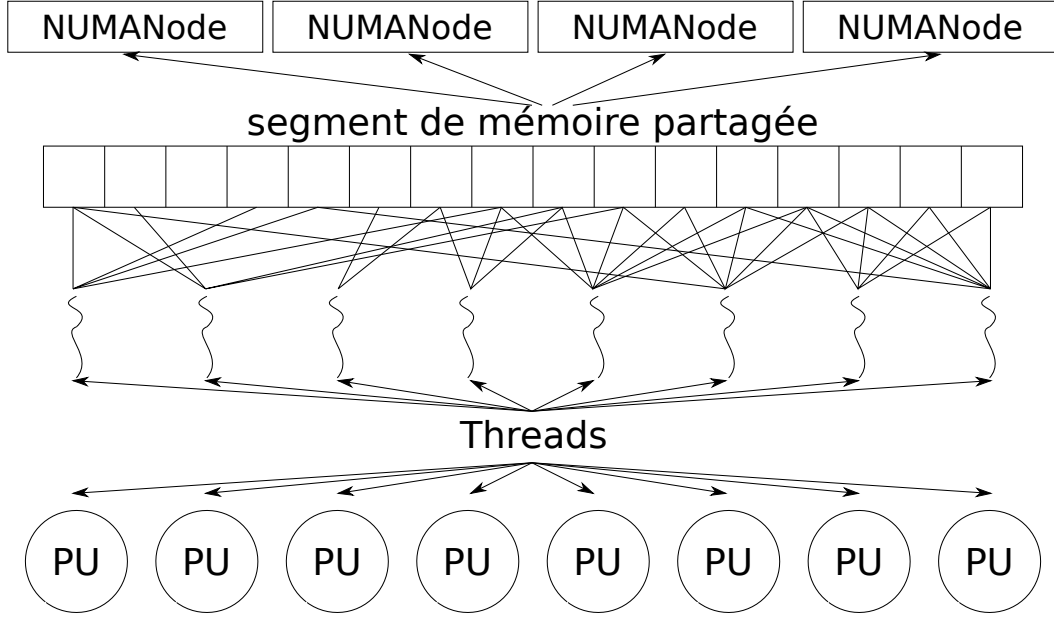 NUMANode NUMANode NUMANode NUMANode
segment de mémoire partagée
Threads
PU PU PU PU PU PU PU PU